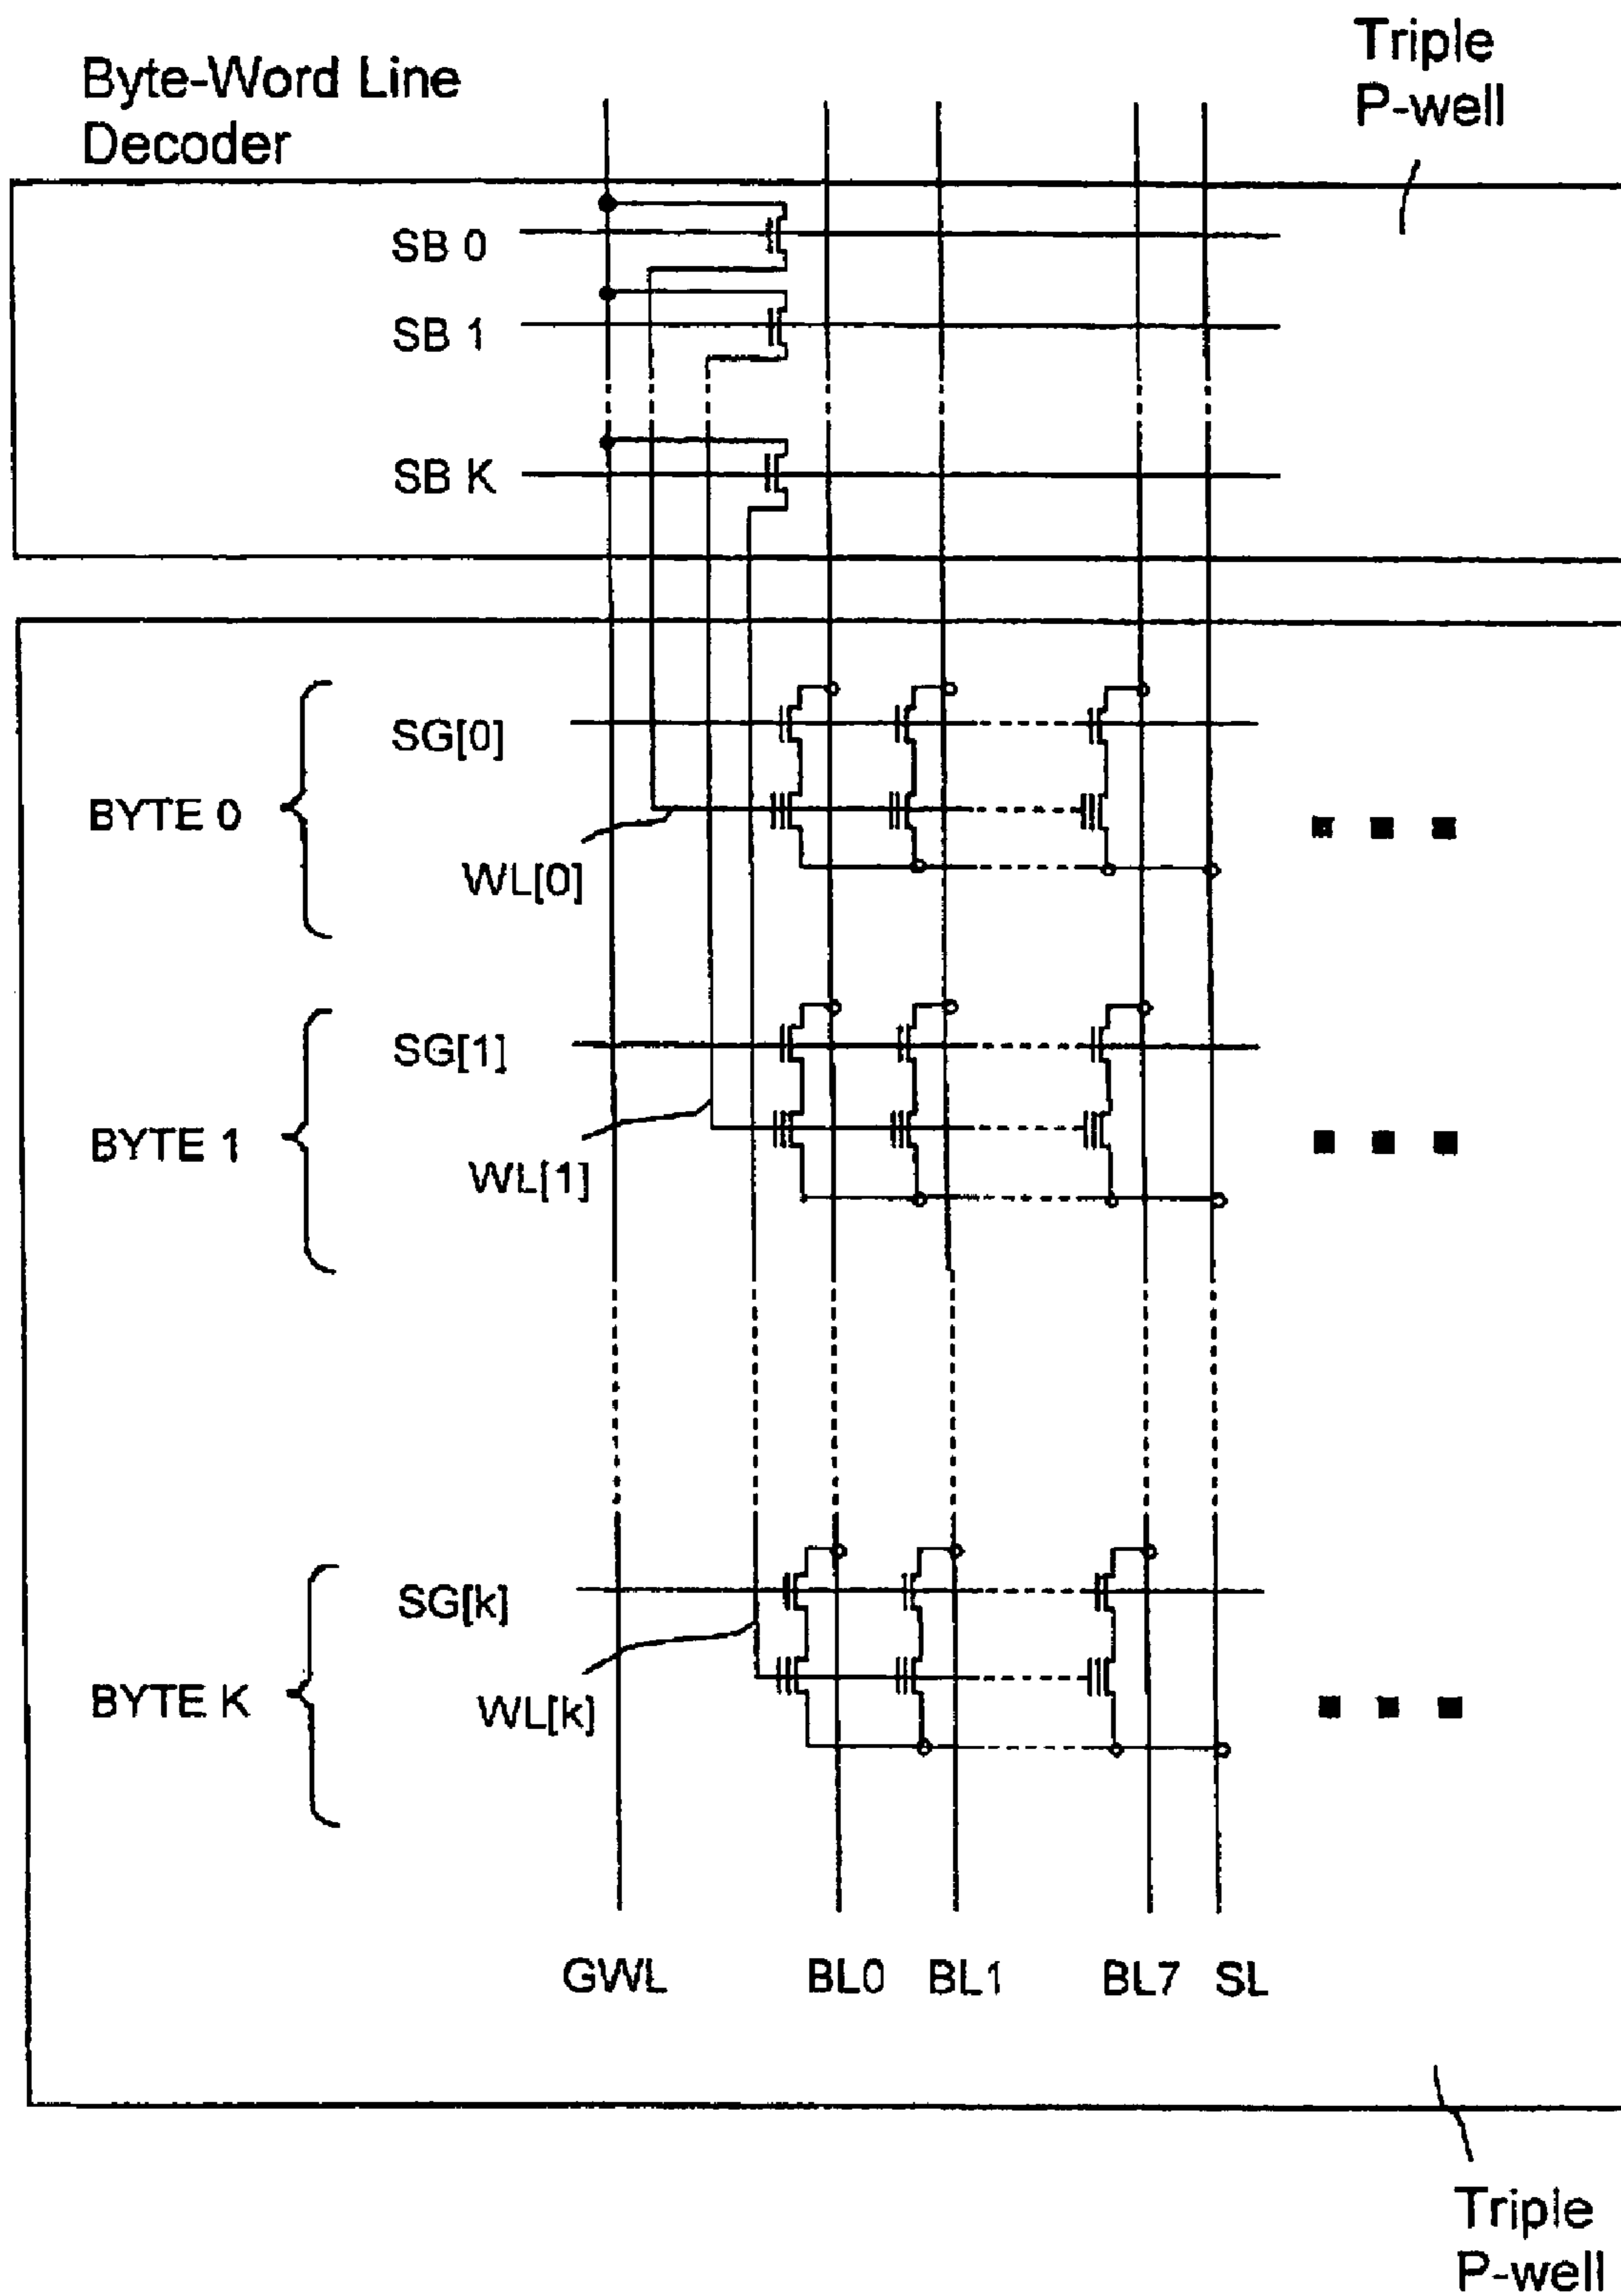 Triple
P-well
Byte-Word Line
Decoder
SB 0
SB 1
SB K
SG[0]
BYTE 0
WL[0]
SG[1]
BYTE 1
WL[1]
SG[k]
BYTE K
WL[k]
GWL BL0 BL1 BL7 SL
Triple
P-well